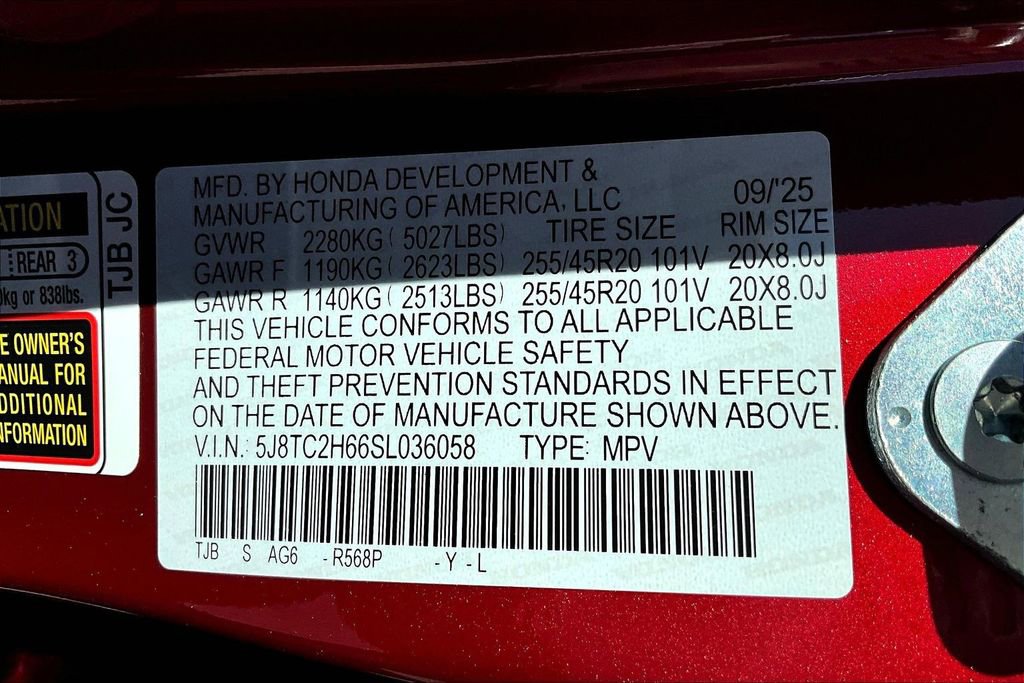 MFD. BY HONDA DEVELOPMENT &
MANUFACTURING OF AMERICA, LLC 09/'25
GVWR 2280KG ( 5027LBS) TIRE SIZE RIM SIZE
GAWR F 1190KG ( 2623LBS) 255/45R20 101V 20X8.0J
GAWR R 1140KG ( 2513LBS) 255/45R20 101V 20X8.0J
THIS VEHICLE CONFORMS TO ALL APPLICABLE
FEDERAL MOTOR VEHICLE SAFETY
AND THEFT PREVENTION STANDARDS IN EFFECT
ON THE DATE OF MANUFACTURE SHOWN ABOVE.
V.I.N: 5J8TC2H66SL036058 TYPE: MPV
TJB S AG6 -R568P -Y-L
ATION
REAR 3
0kg or 838lbs.
TJB JC
E OWNER'S
ANUAL FOR
DDITIONAL
NFORMATION